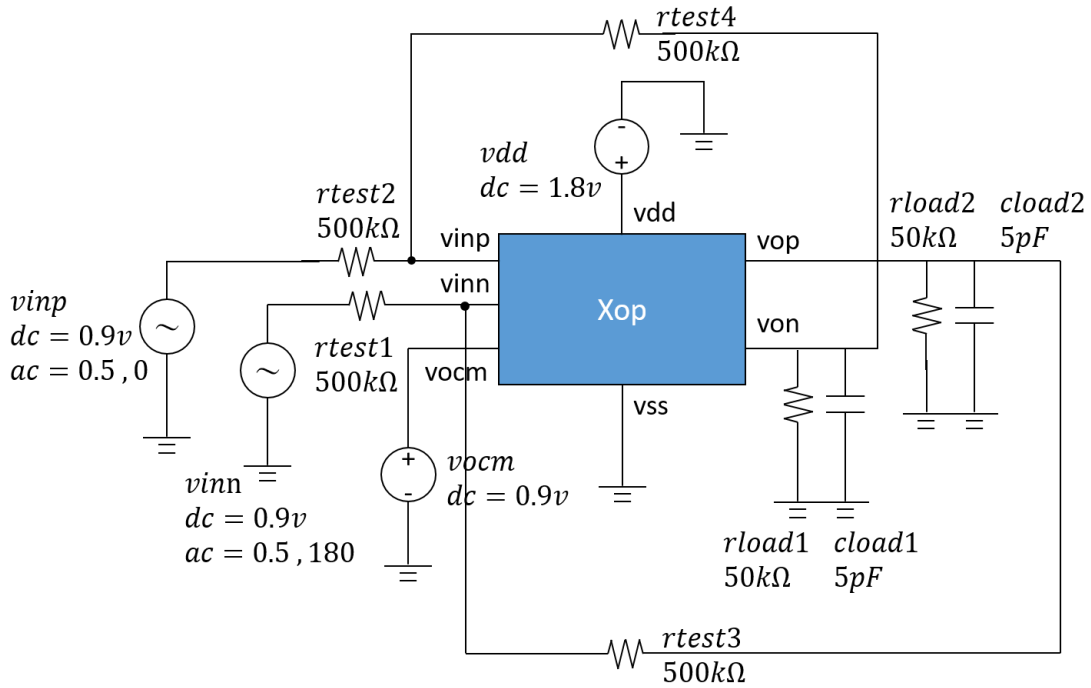 rtest4
500kΩ
vdd
dc = 1.8v
-
+
vdd
rtest2
500kΩ
rload2
50kΩ
cload2
5pF
vinp
vop
vinn
vinp
dc = 0.9v
ac = 0.5 , 0
~
Xop
von
~
rtest1
500kΩ
vocm
vss
+
-
vocm
dc = 0.9v
vinn
dc = 0.9v
ac = 0.5 , 180
rload1
50kΩ
cload1
5pF
rtest3
500kΩ